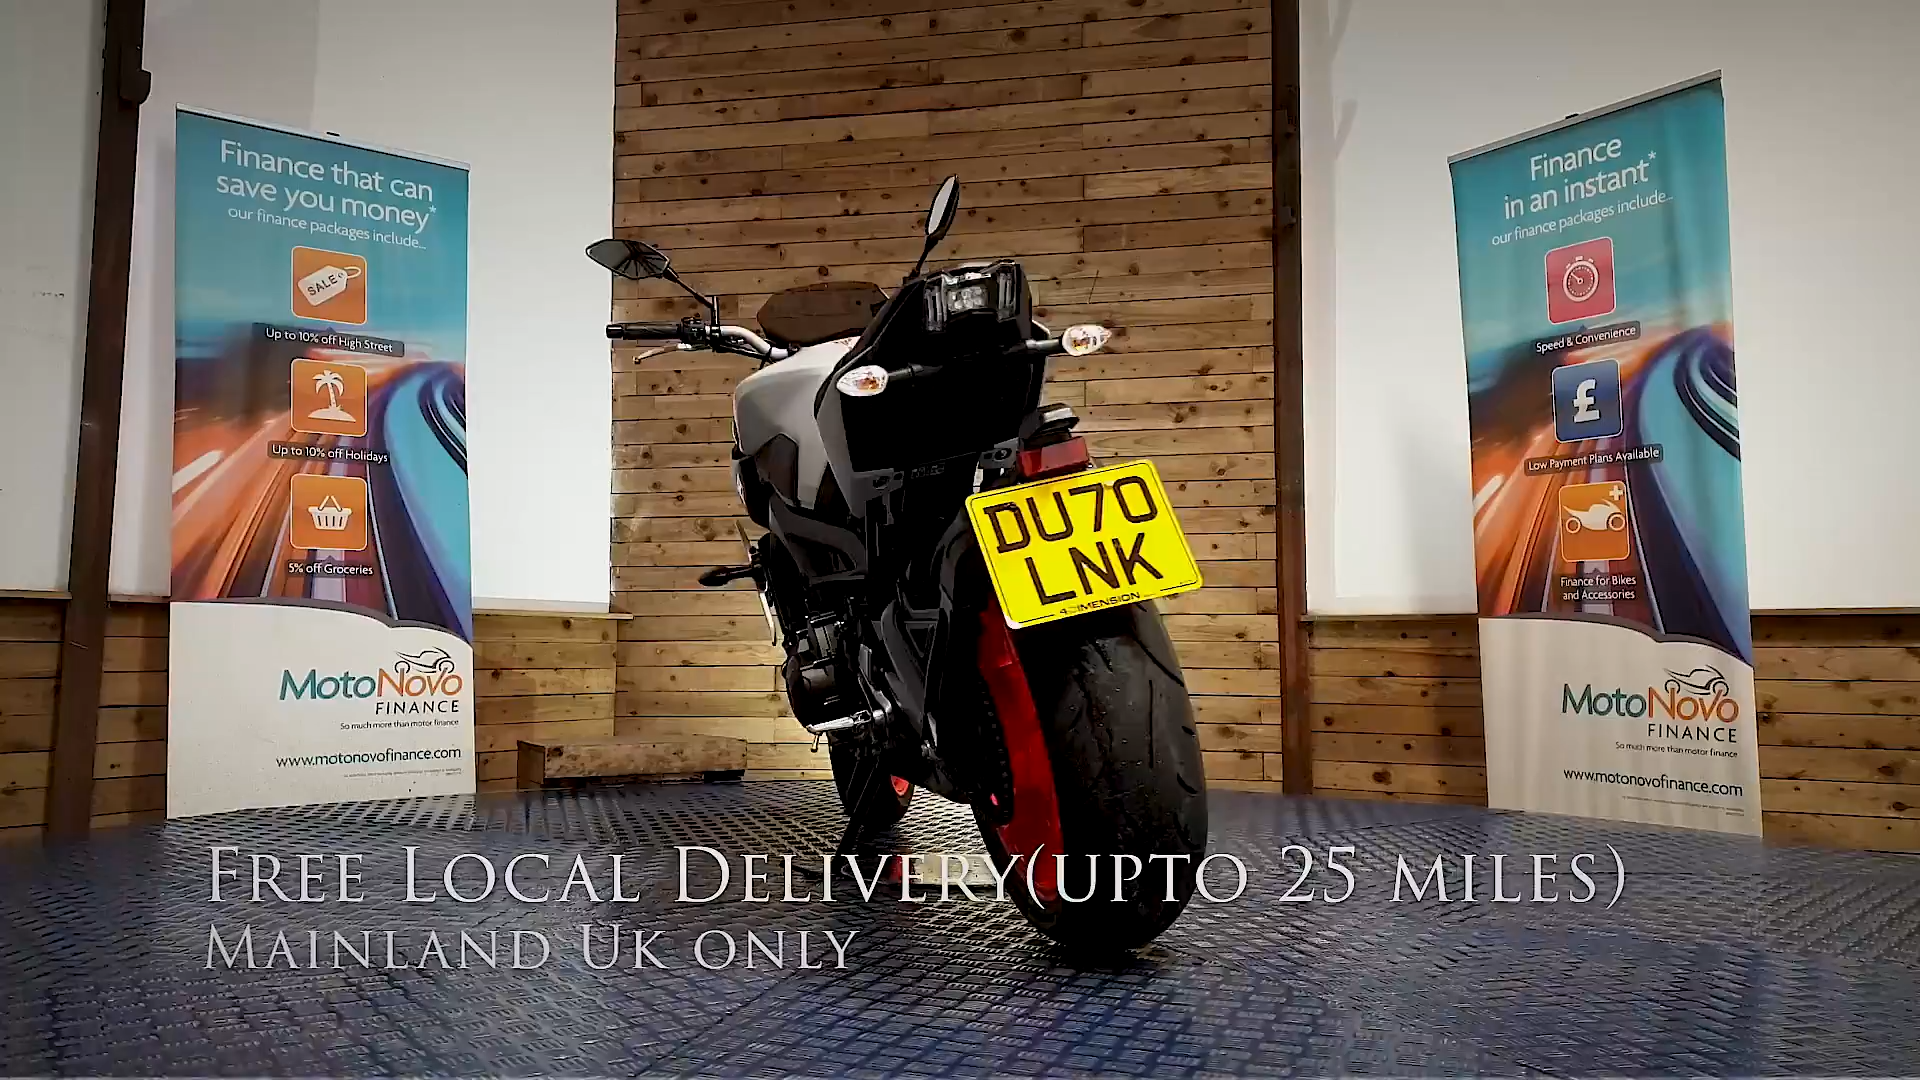 Finance that can
save you money*
our finance packages include...
SALE
Up to 10% off High Street
Up to 10% off Holidays
5% off Groceries
MotoNovo
FINANCE
So much more than motor finance
www.motonovofinance.com
Finance
in an instant*
our finance packages include...
Speed & Convenience
£
Low Payment Plans Available
Finance for Bikes
and Accessories
MotoNovo
FINANCE
So much more than motor finance
www.motonovofinance.com
DU70
LNK
FREE LOCAL DELIVERY(UPTO 25 MILES)
MAINLAND UK ONLY